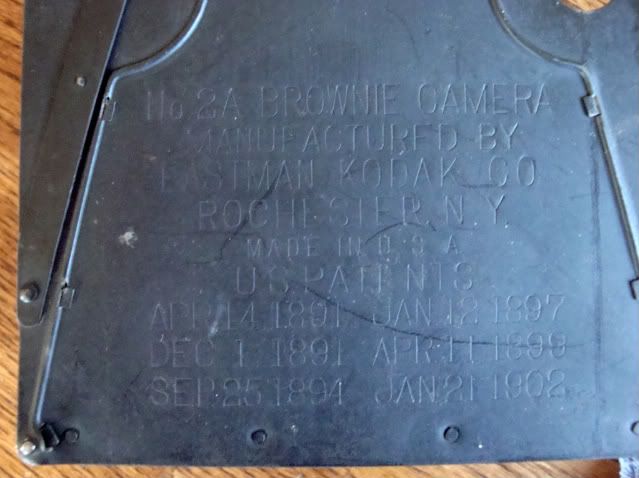 No 2A BROWNIE CAMERA
MANUFACTURED BY
EASTMAN KODAK CO
ROCHESTER, N.Y.
MADE IN U.S.A
U.S. PATENTS
APR. 14, 1891. JAN. 12 1897
DEC. 1. 1891 APR. 11 1899
SEP. 25 1894 JAN. 21 1902